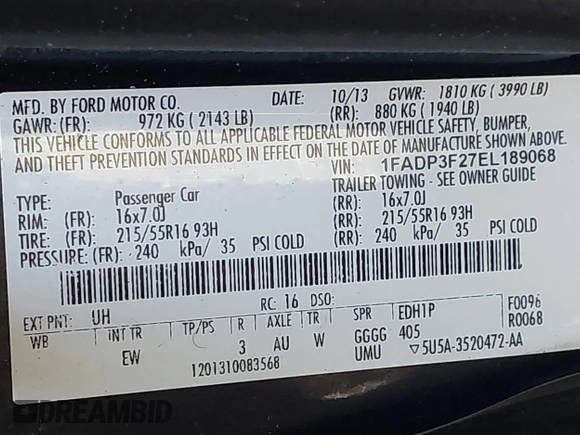 MFD. BY FORD MOTOR CO. DATE: 10/13 GVWR: 1810 KG ( 3990 LB)
GAWR: (FR): 972 KG ( 2143 LB) (RR): 880 KG ( 1940 LB)
THIS VEHICLE CONFORMS TO ALL APPLICABLE FEDERAL MOTOR VEHICLE SAFETY, BUMPER,
AND THEFT PREVENTION STANDARDS IN EFFECT ON THE DATE OF MANUFACTURE SHOWN ABOVE.
VIN: 1FADP3F27EL189068
TYPE: Passenger Car TRAILER TOWING - SEE OWNER GUIDE
RIM: (FR): 16x7.0J (RR): 16x7.0J
TIRE: (FR): 215/55R16 93H (RR): 215/55R16 93H
PRESSURE: (FR): 240 kPa/ 35 PSI COLD (RR): 240 kPa/ 35 PSI COLD
EXT PNT: UH RC: 16 DSO:
WB INT TR TP/PS R AXLE TR SPR EDH1P F0096
EW 3 AU W GGGG 405 R0068
1201310083568 UMU ▽5U5A-3520472-AA
DREAMBID